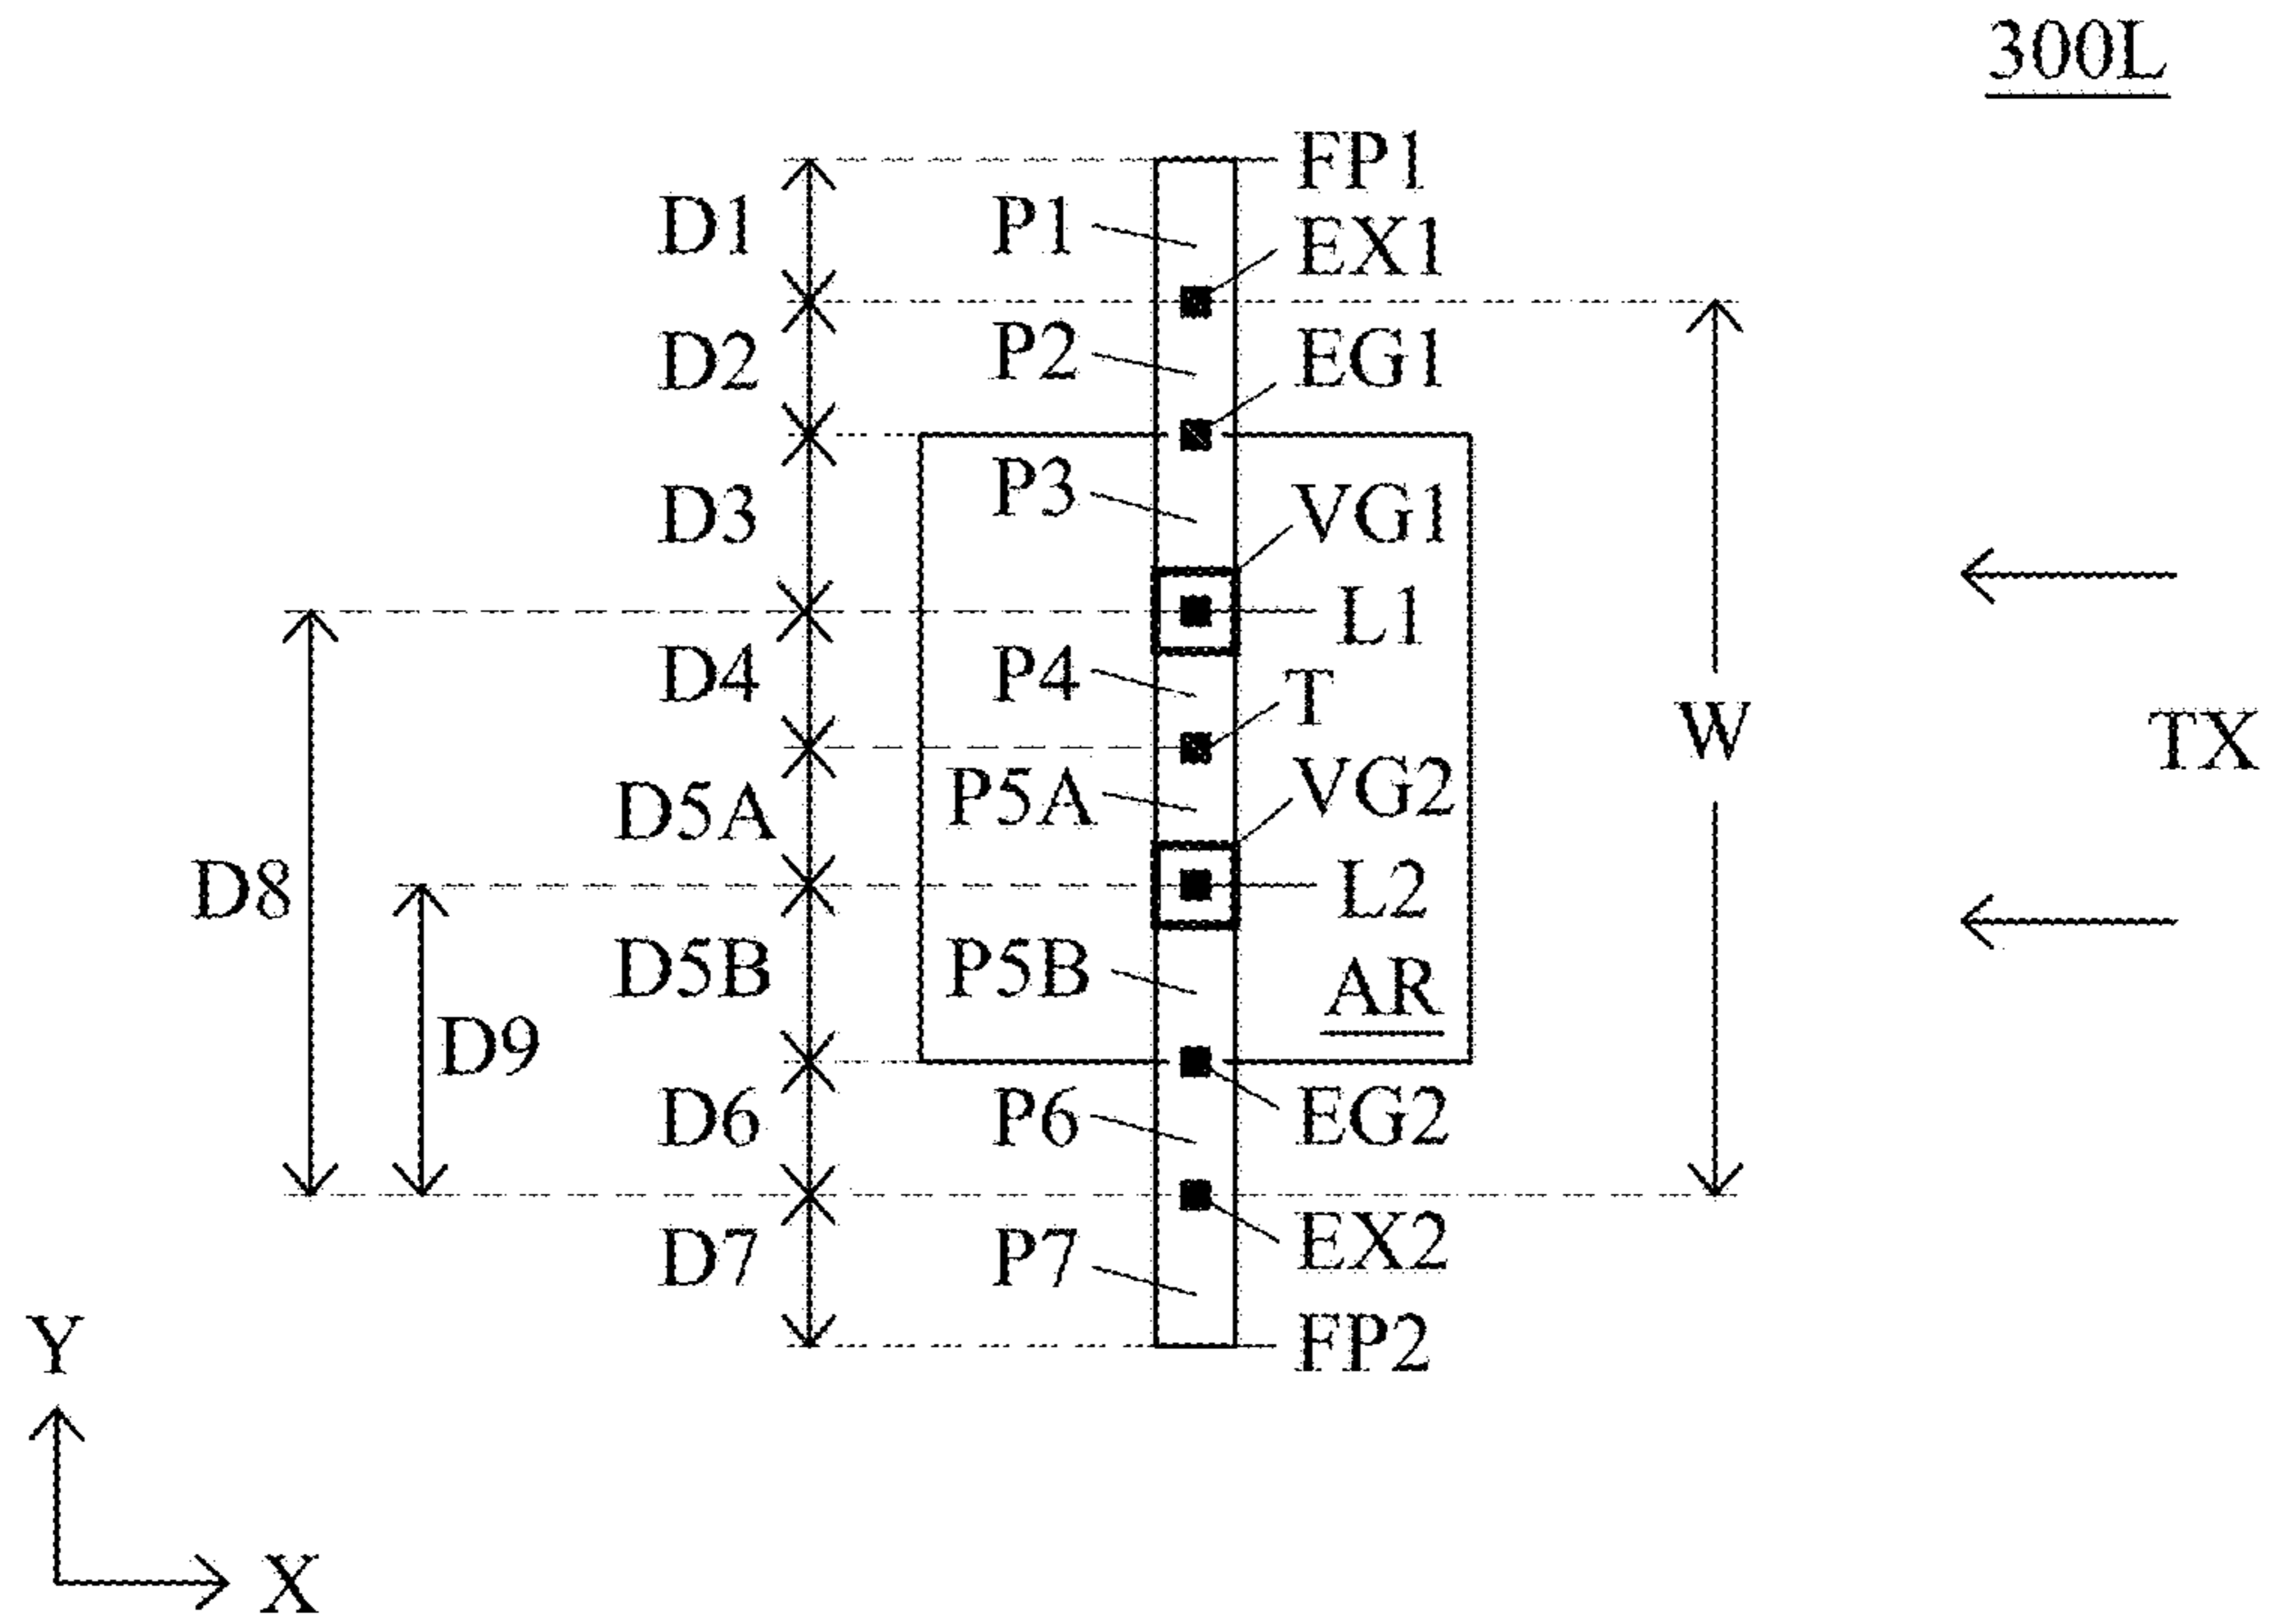 300L
FP1
D1 P1 EX1
D2 P2 EG1
D3 P3 VG1
L1
D4 P4 T
W TX
D5A P5A VG2
D8 L2
D5B P5B AR
D9
D6 P6 EG2
D7 P7 EX2
Y FP2
X